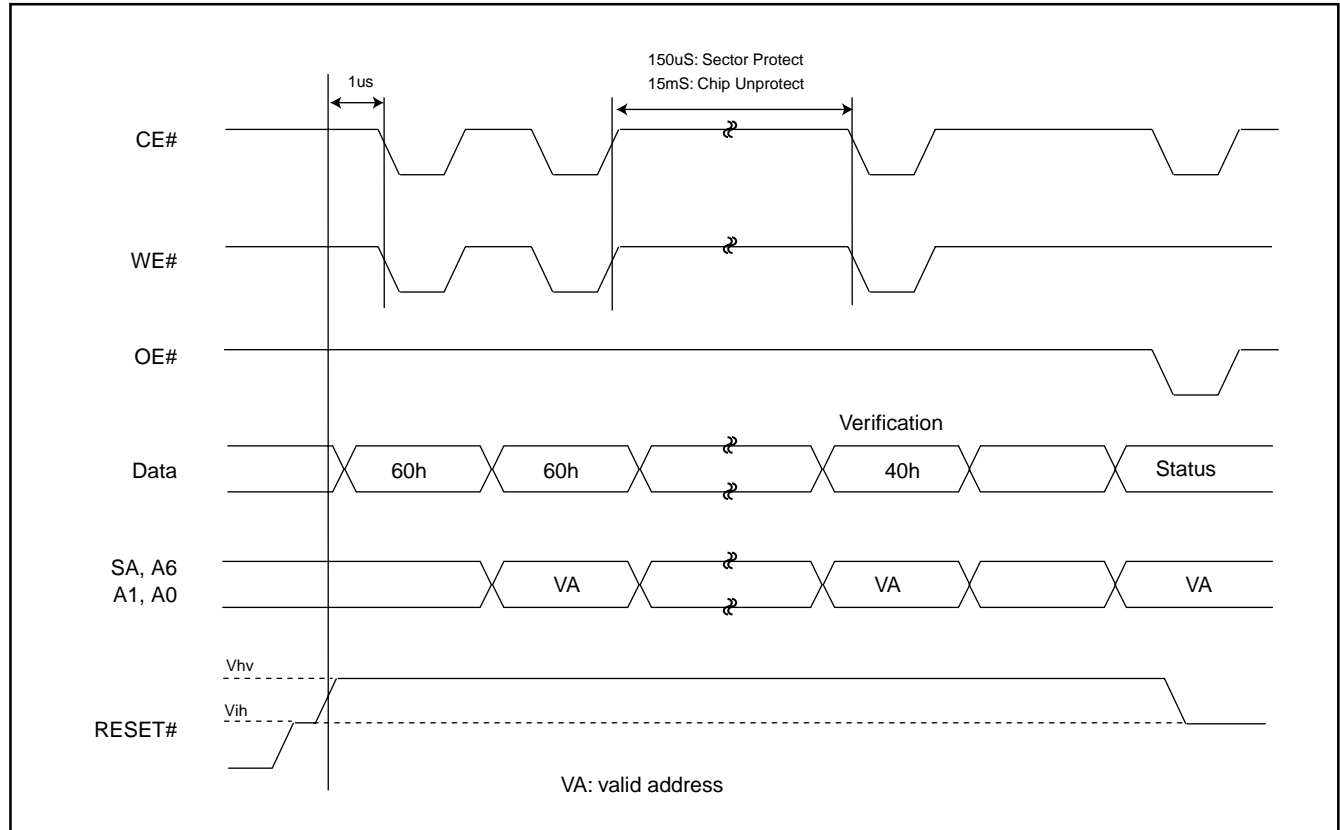 150uS: Sector Protect
15mS: Chip Unprotect
1us
CE#
WE#
OE#
Verification
Data
60h
60h
40h
Status
SA, A6
A1, A0
VA
VA
VA
Vhv
Vih
RESET#
VA: valid address